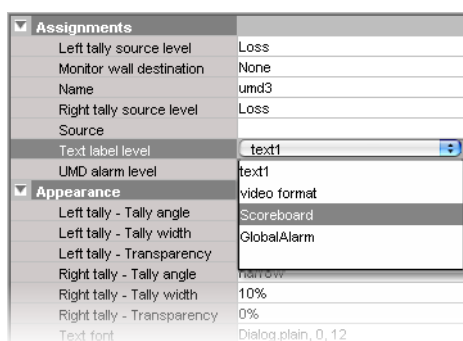 Assignments
Left tally source level Loss
Monitor wall destination None
Name umd3
Right tally source level Loss
Source
Text label level text1
UMD alarm level text1
Appearance video format
Left tally - Tally angle Scoreboard
Left tally - Tally width GlobalAlarm
Left tally - Transparency
Right tally - Tally angle narrow
Right tally - Tally width 10%
Right tally - Transparency 0%
Text font Dialog.plain, 0, 12